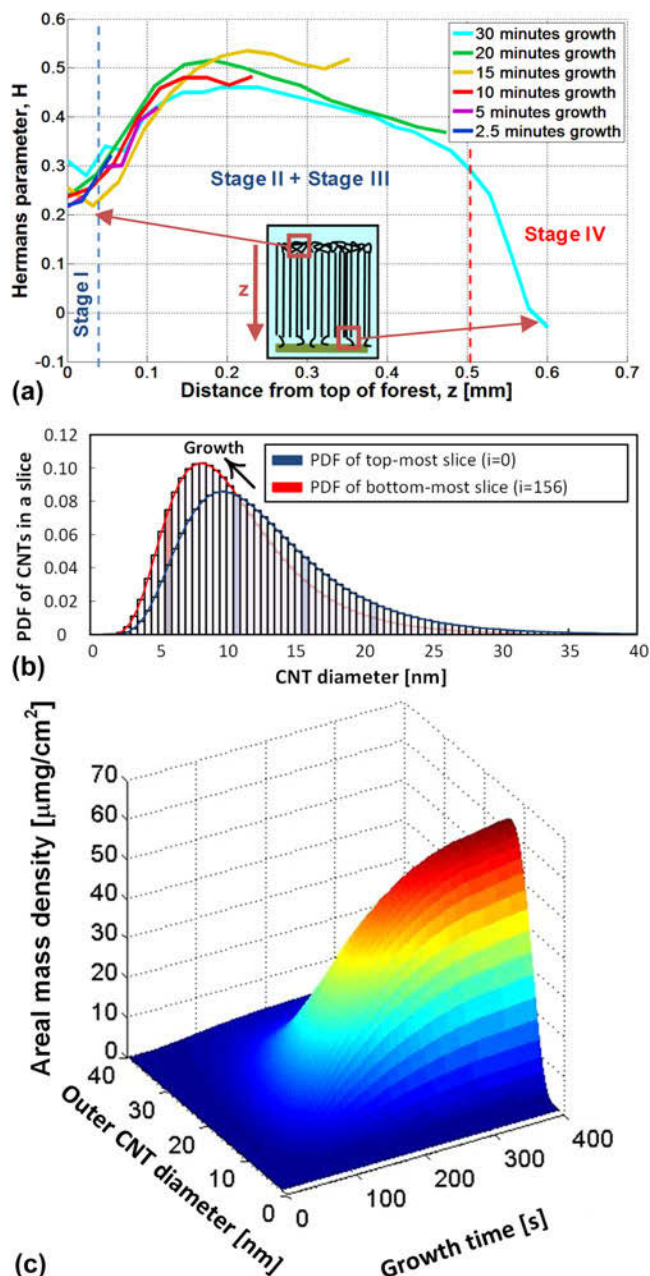 Hermans parameter, H
0.6
0.5
0.4
0.3
0.2
0.1
0
-0.1
30 minutes growth
20 minutes growth
15 minutes growth
10 minutes growth
5 minutes growth
2.5 minutes growth
Stage I
Stage II + Stage III
Stage IV
z
0 0.1 0.2 0.3 0.4 0.5 0.6 0.7
Distance from top of forest, z [mm]
(a)
PDF of CNTs in a slice
0.12
0.10
0.08
0.06
0.04
0.02
0
Growth
PDF of top-most slice (i=0)
PDF of bottom-most slice (i=156)
0 5 10 15 20 25 30 35 40
CNT diameter [nm]
(b)
Areal mass density [μmg/cm²]
70
60
50
40
30
20
10
0
40
30
20
10
0
Outer CNT diameter [nm]
0
100
200
300
400
Growth time [s]
(c)